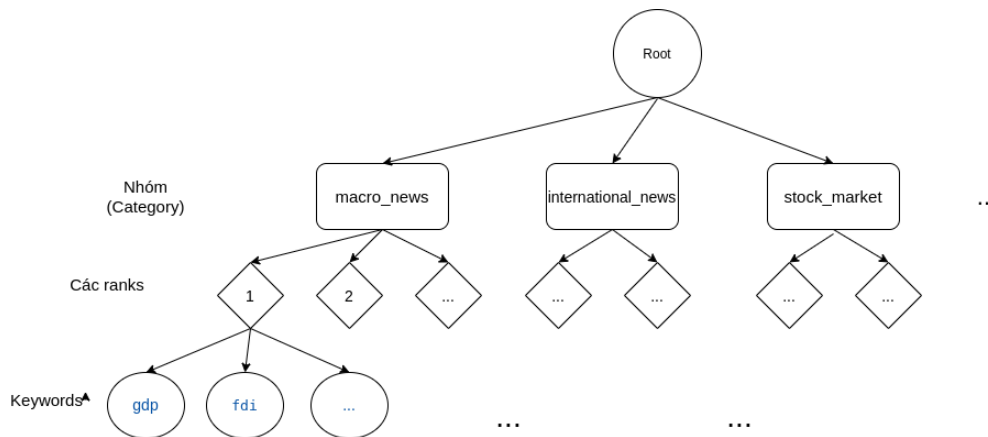 Root
Nhóm
(Category)
macro_news
international_news
stock_market
...
Các ranks
1
2
...
...
...
...
...
Keywords
gdp
fdi
...
...
...